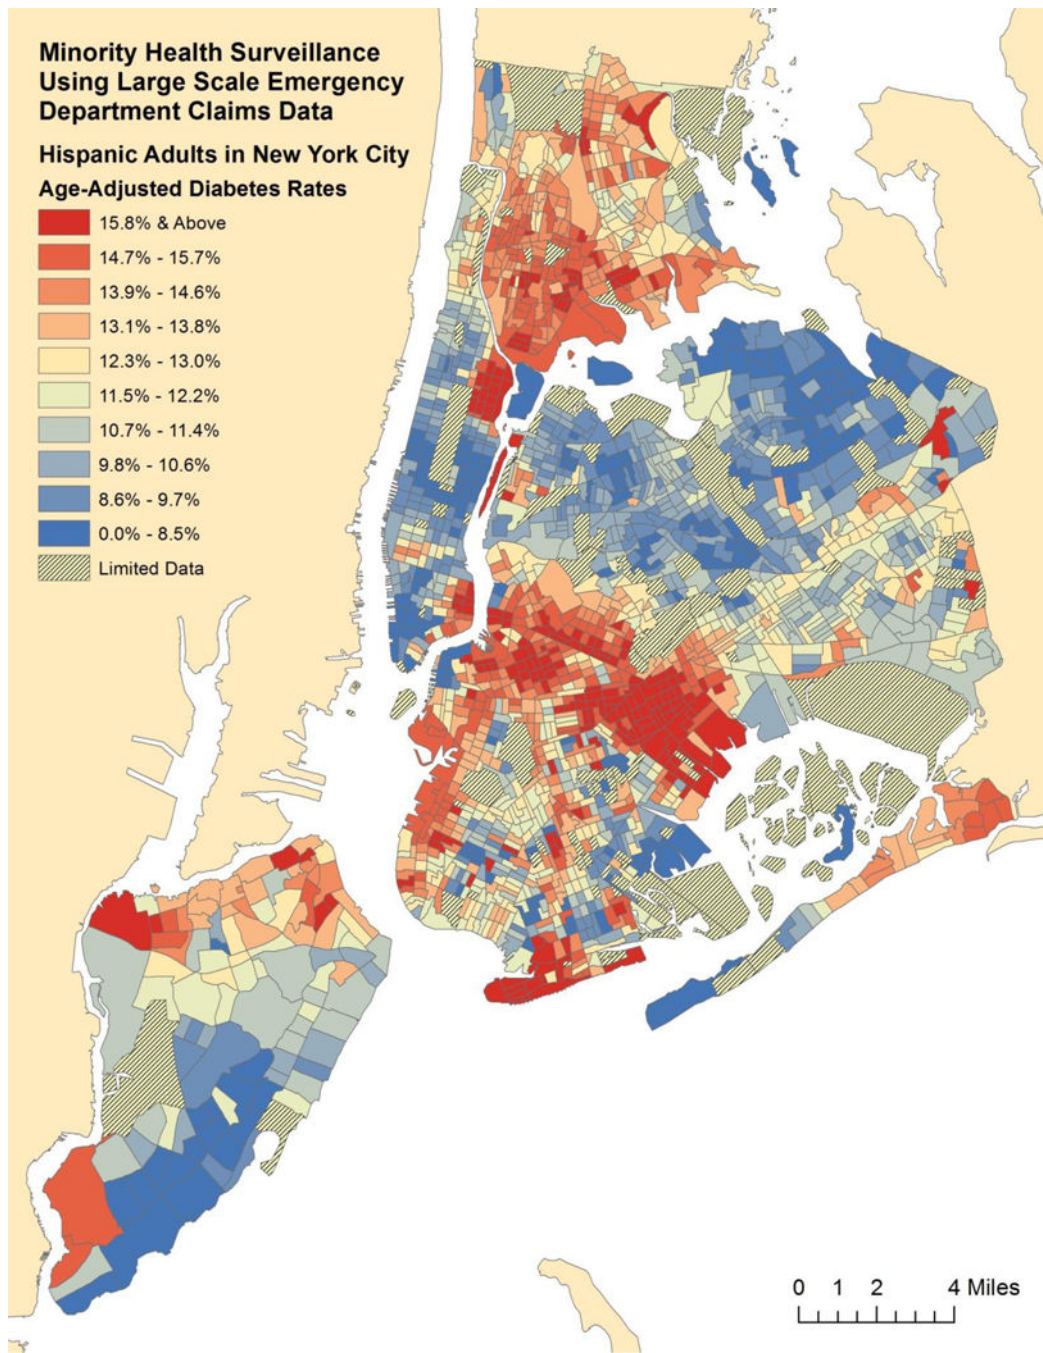 Minority Health Surveillance
Using Large Scale Emergency
Department Claims Data
Hispanic Adults in New York City
Age-Adjusted Diabetes Rates
15.8% & Above
14.7% - 15.7%
13.9% - 14.6%
13.1% - 13.8%
12.3% - 13.0%
11.5% - 12.2%
10.7% - 11.4%
9.8% - 10.6%
8.6% - 9.7%
0.0% - 8.5%
Limited Data
0 1 2 4 Miles